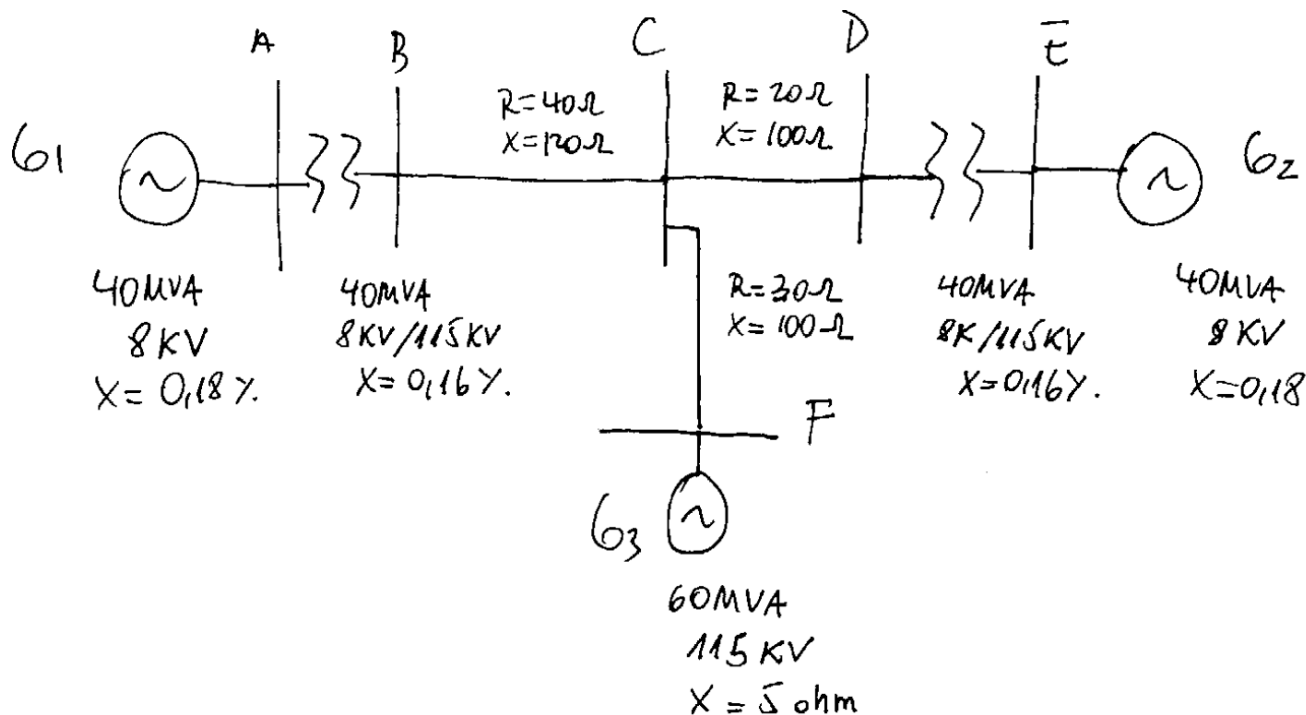 A
B
C
D
E
R=40Ω
X=120Ω
R=20Ω
X=100Ω
G1
G2
40MVA
8KV
X=0,18%.
40MVA
8KV/115KV
X=0,16%.
R=30Ω
X=100Ω
40MVA
8K/115KV
X=0,16%.
40MVA
8KV
X=0,18
F
G3
60MVA
115KV
X=5 ohm